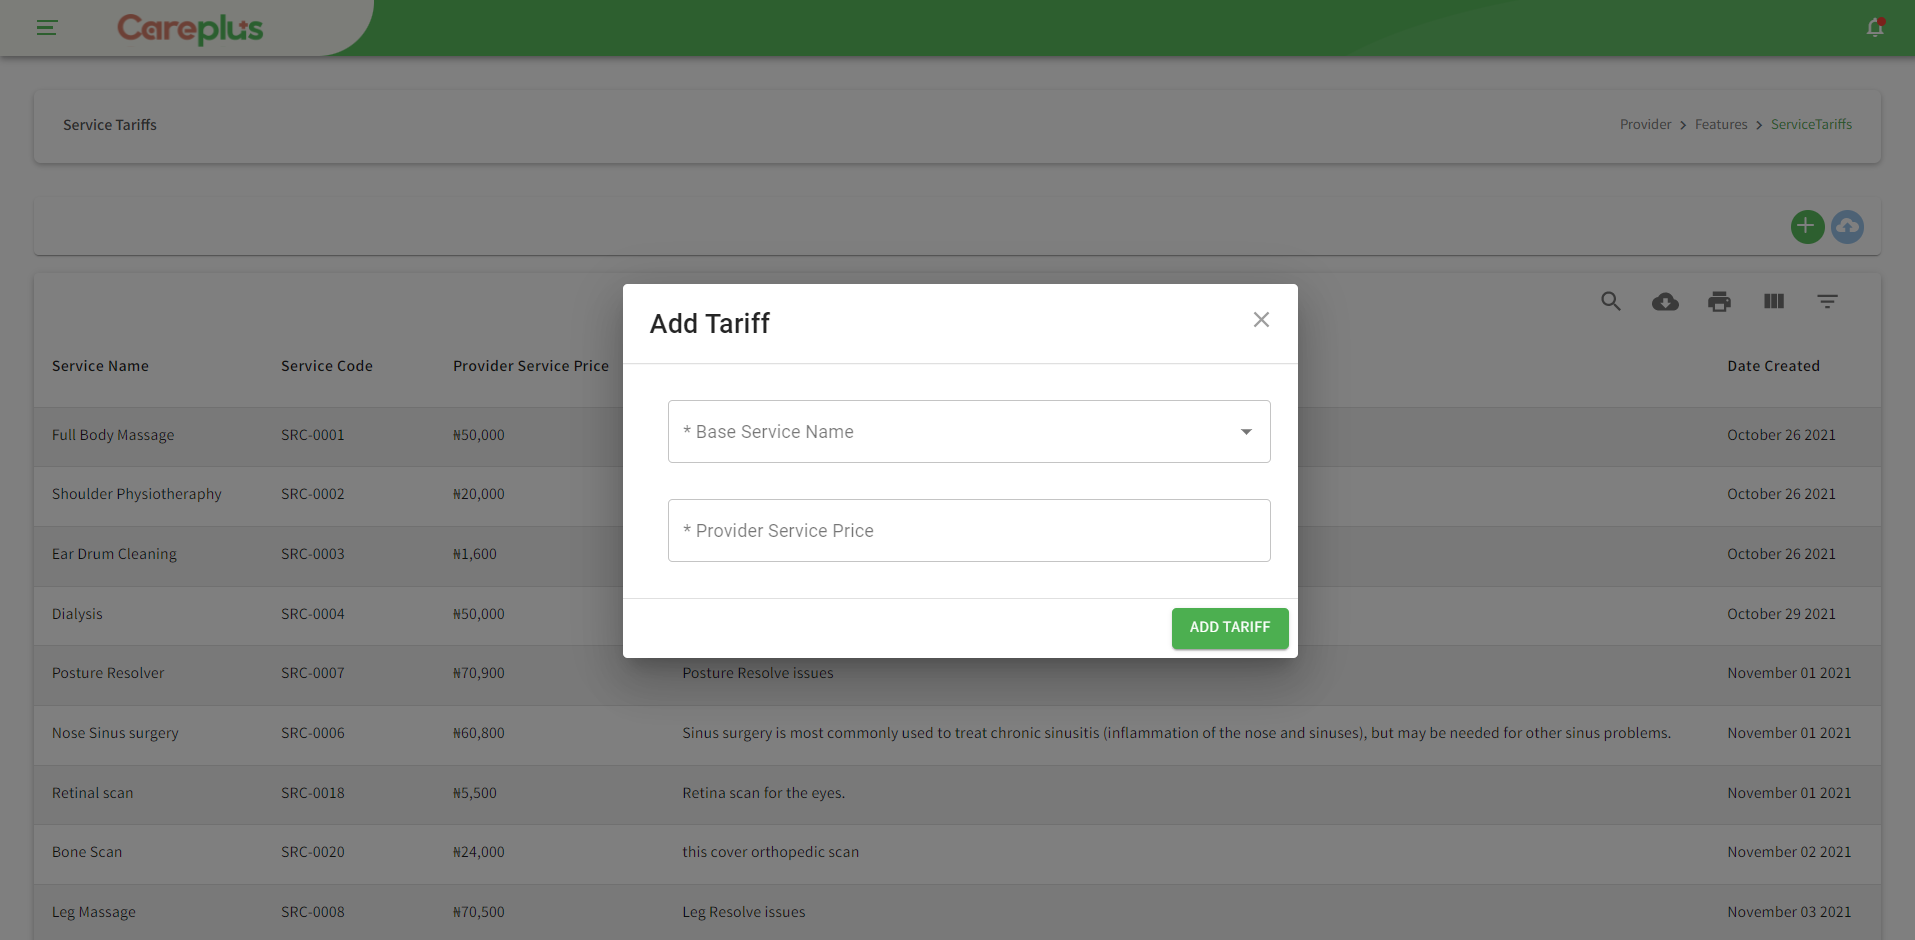 Careplus
Service Tariffs
Provider > Features > ServiceTariffs
Add Tariff
* Base Service Name
* Provider Service Price
ADD TARIFF
Service Name Service Code Provider Service Price Date Created
Full Body Massage SRC-0001 ₦50,000 October 26 2021
Shoulder Physiotheraphy SRC-0002 ₦20,000 October 26 2021
Ear Drum Cleaning SRC-0003 ₦1,600 October 26 2021
Dialysis SRC-0004 ₦50,000 October 29 2021
Posture Resolver SRC-0007 ₦70,900 Posture Resolve issues November 01 2021
Nose Sinus surgery SRC-0006 ₦60,800 Sinus surgery is most commonly used to treat chronic sinusitis (inflammation of the nose and sinuses), but may be needed for other sinus problems. November 01 2021
Retinal scan SRC-0018 ₦5,500 Retina scan for the eyes. November 01 2021
Bone Scan SRC-0020 ₦24,000 this cover orthopedic scan November 02 2021
Leg Massage SRC-0008 ₦70,500 Leg Resolve issues November 03 2021